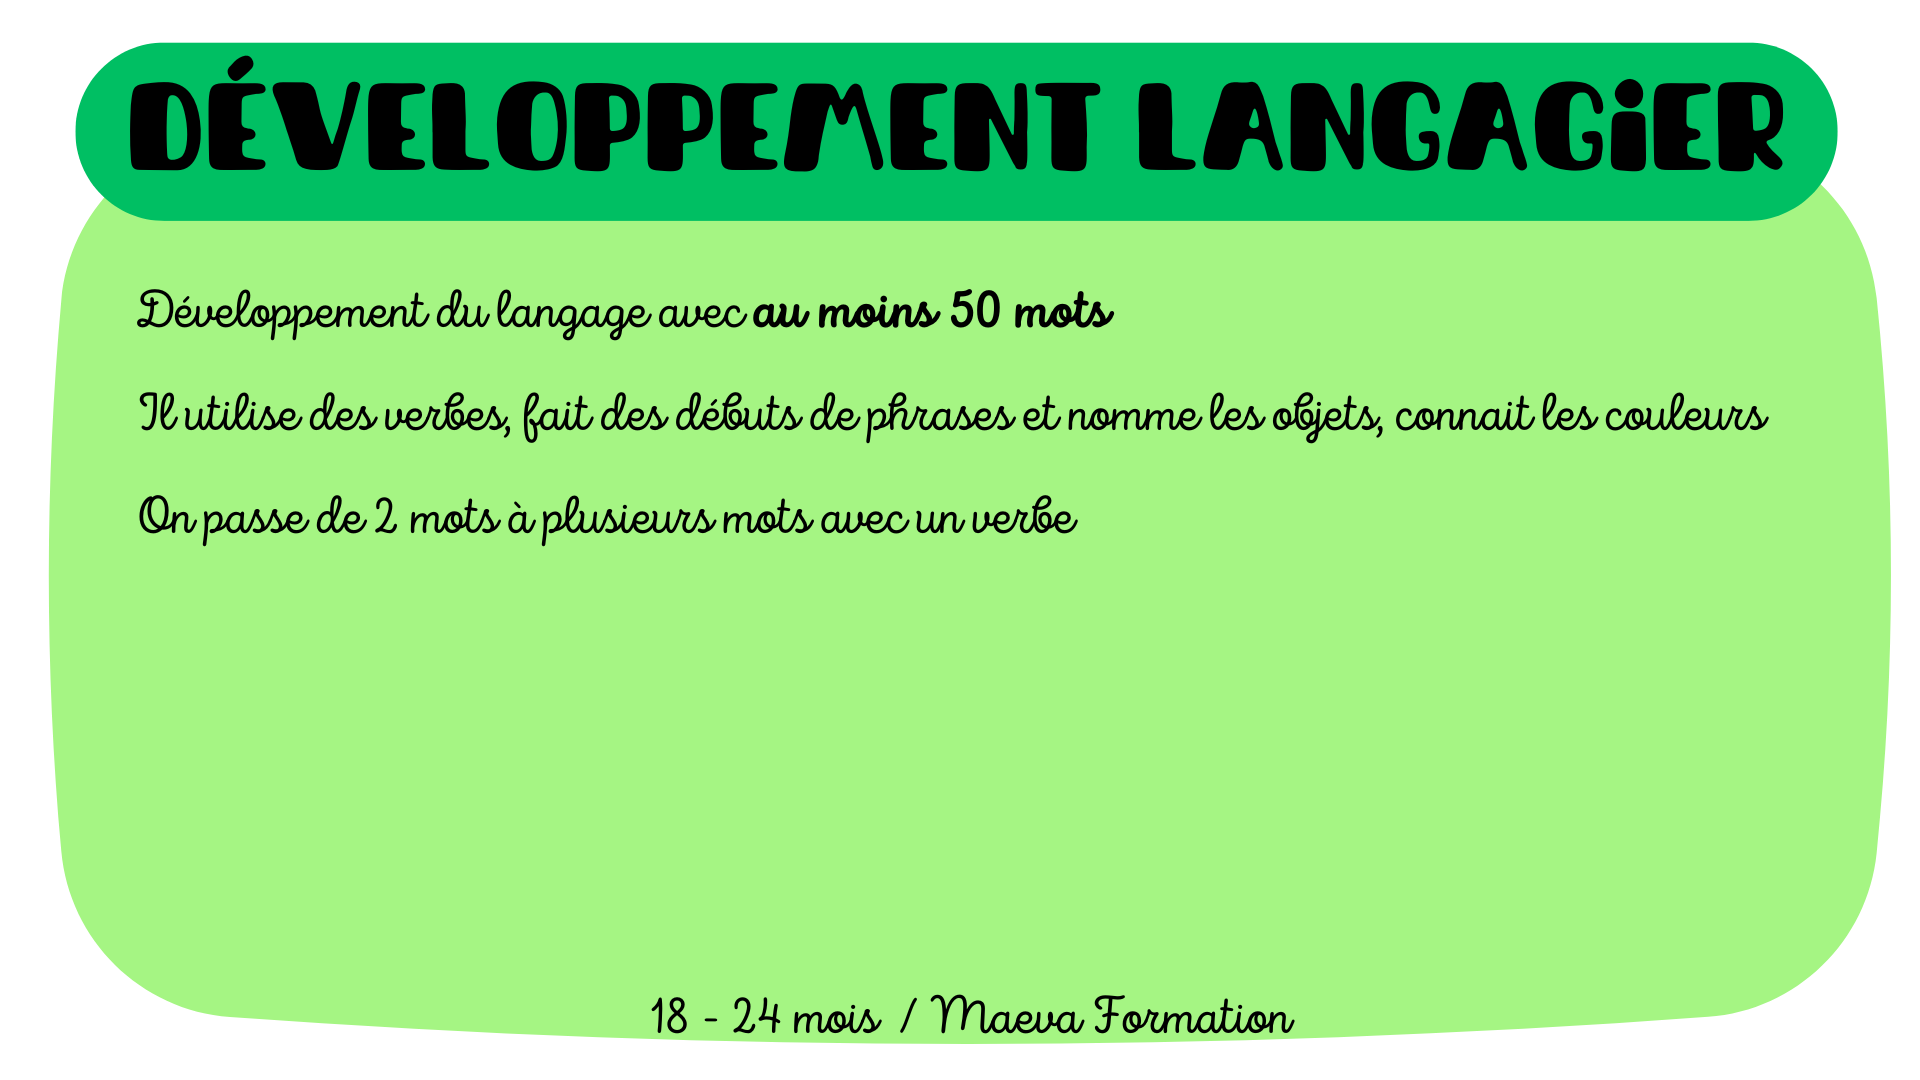 DÉVELOPPEMENT LANGAGiER
Développement du langage avec au moins 50 mots
Il utilise des verbes, fait des débuts de phrases et nomme les objets, connait les couleurs
On passe de 2 mots à plusieurs mots avec un verbe
18 - 24 mois / Maeva Formation